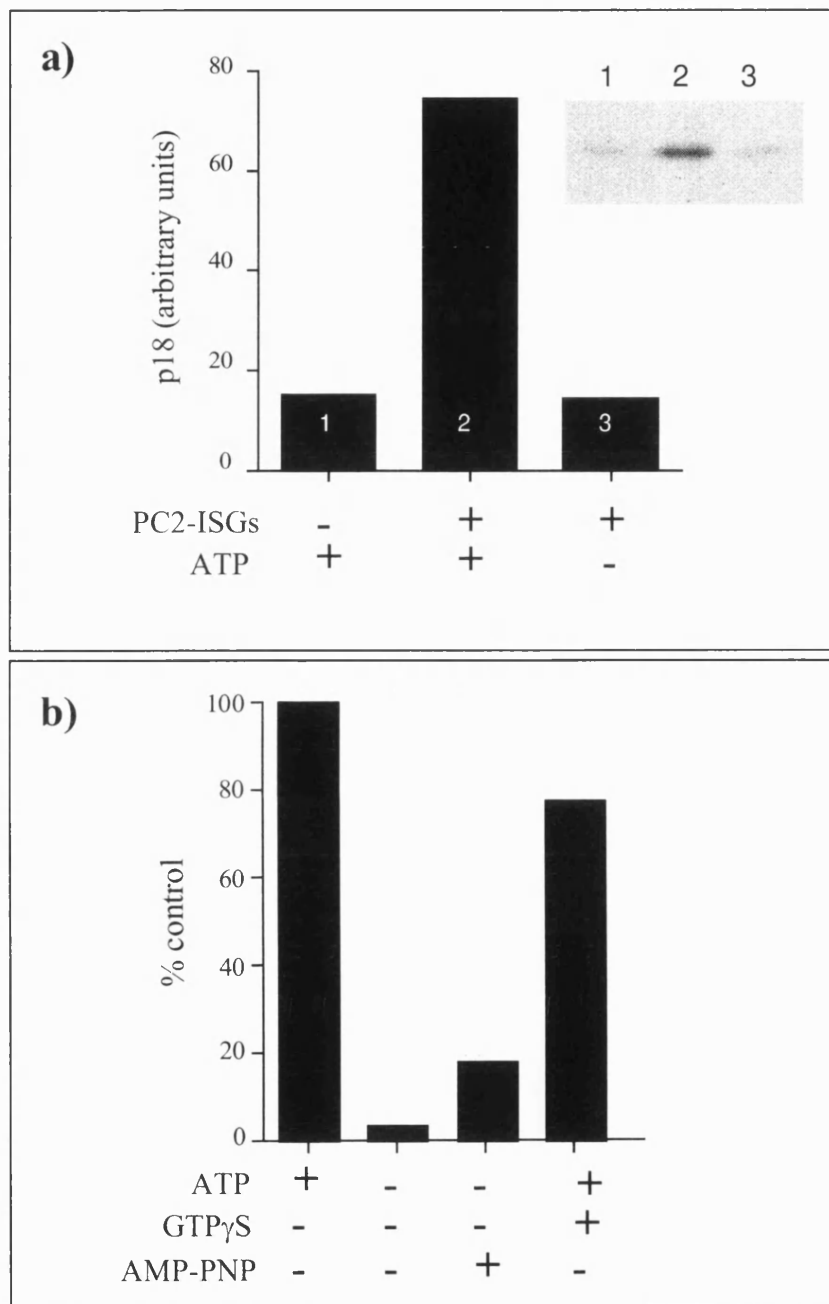 a)
80
60
40
20
0
p18 (arbitrary units)
1 2 3
1 2 3
PC2-ISGs - + +
ATP + + -
b)
100
80
60
40
20
0
% control
ATP + - - +
GTPγS - - - +
AMP-PNP - - + -